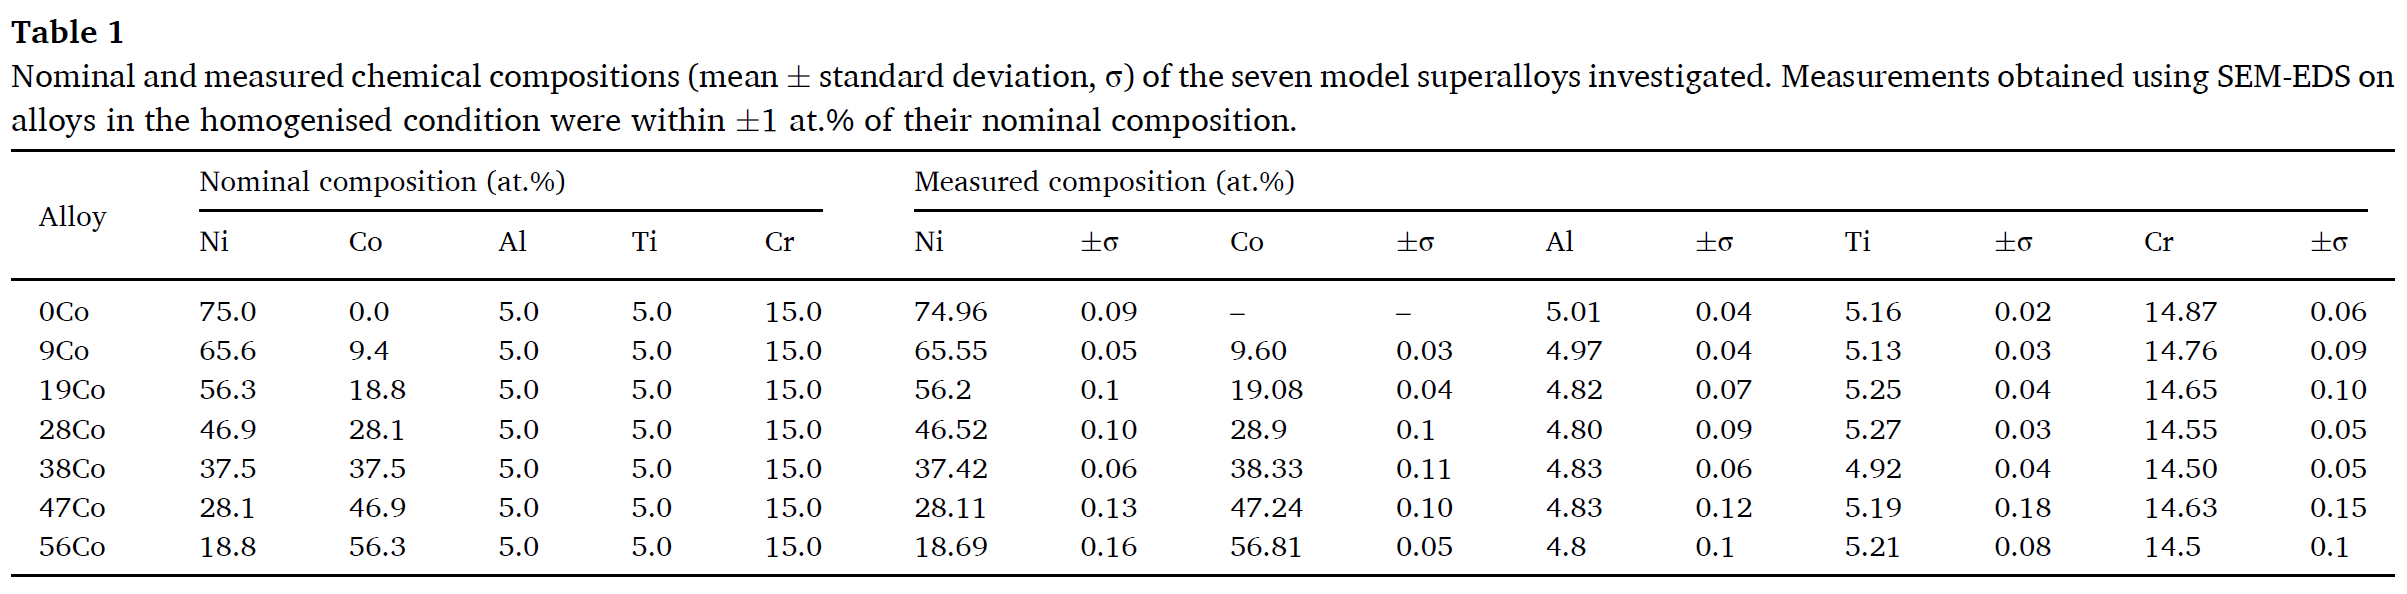 Table 1
Nominal and measured chemical compositions (mean ± standard deviation, σ) of the seven model superalloys investigated. Measurements obtained using SEM-EDS on
alloys in the homogenised condition were within ±1 at.% of their nominal composition.
Alloy Nominal composition (at.%) Measured composition (at.%)
Ni Co Al Ti Cr Ni ±σ Co ±σ Al ±σ Ti ±σ Cr ±σ
0Co 75.0 0.0 5.0 5.0 15.0 74.96 0.09 – – 5.01 0.04 5.16 0.02 14.87 0.06
9Co 65.6 9.4 5.0 5.0 15.0 65.55 0.05 9.60 0.03 4.97 0.04 5.13 0.03 14.76 0.09
19Co 56.3 18.8 5.0 5.0 15.0 56.2 0.1 19.08 0.04 4.82 0.07 5.25 0.04 14.65 0.10
28Co 46.9 28.1 5.0 5.0 15.0 46.52 0.10 28.9 0.1 4.80 0.09 5.27 0.03 14.55 0.05
38Co 37.5 37.5 5.0 5.0 15.0 37.42 0.06 38.33 0.11 4.83 0.06 4.92 0.04 14.50 0.05
47Co 28.1 46.9 5.0 5.0 15.0 28.11 0.13 47.24 0.10 4.83 0.12 5.19 0.18 14.63 0.15
56Co 18.8 56.3 5.0 5.0 15.0 18.69 0.16 56.81 0.05 4.8 0.1 5.21 0.08 14.5 0.1